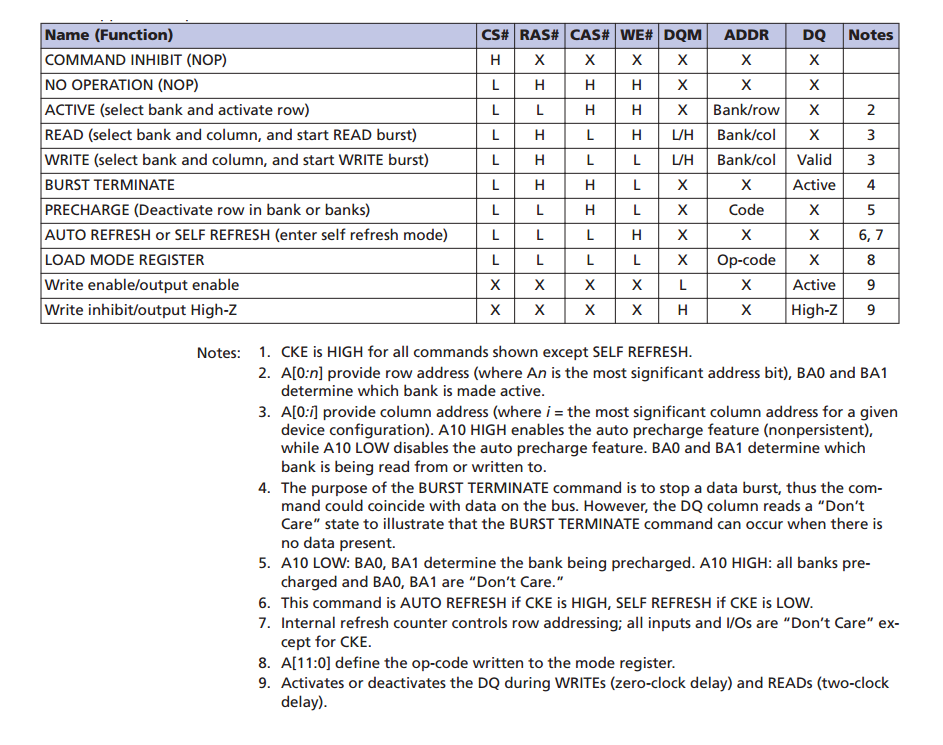 Name (Function) CS# RAS# CAS# WE# DQM ADDR DQ Notes
COMMAND INHIBIT (NOP) H X X X X X X
NO OPERATION (NOP) L H H H X X X
ACTIVE (select bank and activate row) L L H H X Bank/row X 2
READ (select bank and column, and start READ burst) L H L H L/H Bank/col X 3
WRITE (select bank and column, and start WRITE burst) L H L L L/H Bank/col Valid 3
BURST TERMINATE L H H L X X Active 4
PRECHARGE (Deactivate row in bank or banks) L L H L X Code X 5
AUTO REFRESH or SELF REFRESH (enter self refresh mode) L L L H X X X 6, 7
LOAD MODE REGISTER L L L L X Op-code X 8
Write enable/output enable X X X X L X Active 9
Write inhibit/output High-Z X X X X H X High-Z 9
Notes: 1. CKE is HIGH for all commands shown except SELF REFRESH.
2. A[0:n] provide row address (where An is the most significant address bit), BA0 and BA1
determine which bank is made active.
3. A[0:i] provide column address (where i = the most significant column address for a given
device configuration). A10 HIGH enables the auto precharge feature (nonpersistent),
while A10 LOW disables the auto precharge feature. BA0 and BA1 determine which
bank is being read from or written to.
4. The purpose of the BURST TERMINATE command is to stop a data burst, thus the com-
mand could coincide with data on the bus. However, the DQ column reads a “Don’t
Care” state to illustrate that the BURST TERMINATE command can occur when there is
no data present.
5. A10 LOW: BA0, BA1 determine the bank being precharged. A10 HIGH: all banks pre-
charged and BA0, BA1 are “Don’t Care.”
6. This command is AUTO REFRESH if CKE is HIGH, SELF REFRESH if CKE is LOW.
7. Internal refresh counter controls row addressing; all inputs and I/Os are “Don’t Care” ex-
cept for CKE.
8. A[11:0] define the op-code written to the mode register.
9. Activates or deactivates the DQ during WRITEs (zero-clock delay) and READs (two-clock
delay).